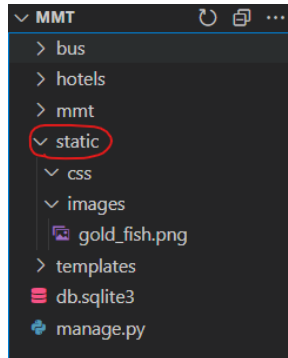 MMT
bus
hotels
mmt
static
css
images
gold_fish.png
templates
db.sqlite3
manage.py